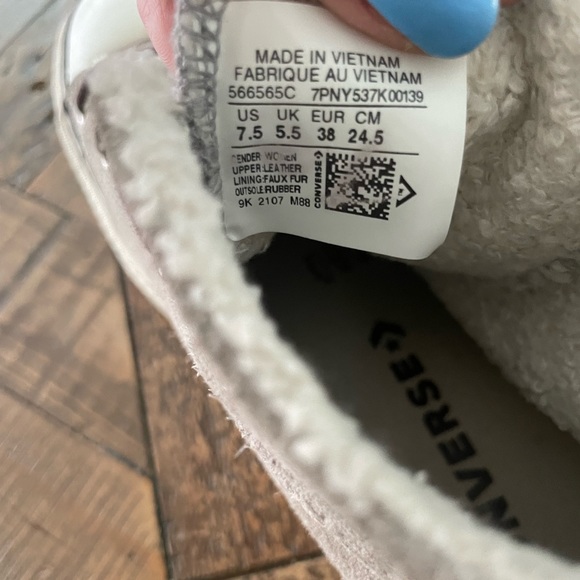 MADE IN VIETNAM
FABRIQUE AU VIETNAM
566565C 7PNY537K00139
US UK EUR CM
7.5 5.5 38 24.5
GENDER: WOMEN
UPPER:LEATHER
LINING:FAUX FUR
OUTSOLE:RUBBER
9K 2107 M88
CONVERSE
NVERSE